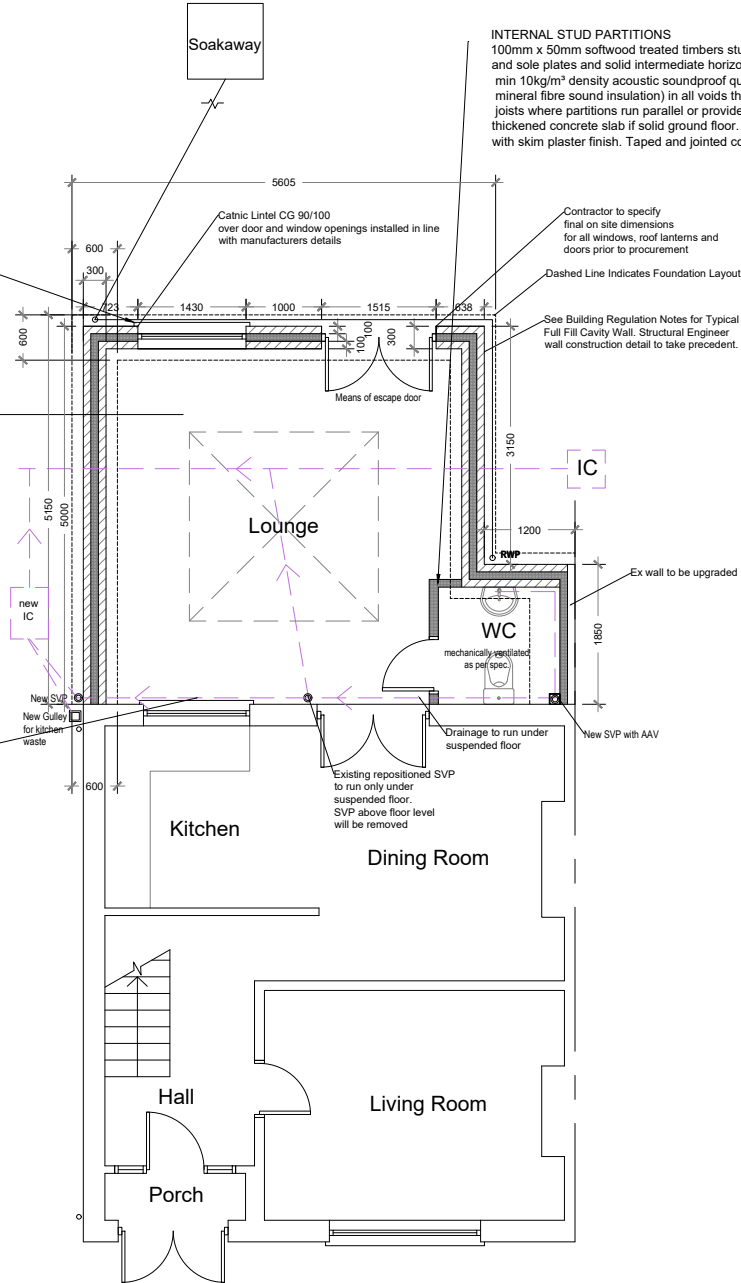 INTERNAL STUD PARTITIONS
100mm x 50mm softwood treated timbers stu
and sole plates and solid intermediate horizo
min 10kg/m³ density acoustic soundproof qu
mineral fibre sound insulation) in all voids th
joists where partitions run parallel or provide
thickened concrete slab if solid ground floor.
with skim plaster finish. Taped and jointed co
Soakaway
5605
Catnic Lintel CG 90/100
over door and window openings installed in line
with manufacturers details
Contractor to specify
final on site dimensions
for all windows, roof lanterns and
doors prior to procurement
600
300
Dashed Line Indicates Foundation Layout
723
1430
1000
1515
638
600
100
100
300
See Building Regulation Notes for Typical
Full Fill Cavity Wall. Structural Engineer
wall construction detail to take precedent.
Means of escape door
3150
IC
5150
5000
Lounge
1200
RWP
Ex wall to be upgraded
new
IC
WC
mechanically ventilated
as per spec.
1850
New SVP
New Gulley
for kitchen
waste
Drainage to run under
suspended floor
New SVP with AAV
600
Existing repositioned SVP
to run only under
suspended floor.
SVP above floor level
will be removed
Kitchen
Dining Room
Hall
Living Room
Porch